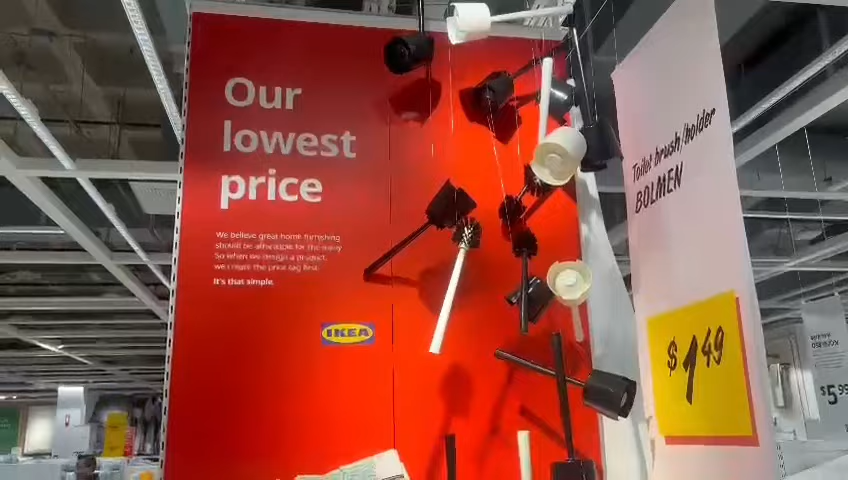 Our
lowest
price
We believe great home furnishing
should be affordable for the many.
So when we design a product,
we create the price tag first.
It's that simple.
IKEA
Toilet brush/holder
BOLMEN
$1.49
$5.99